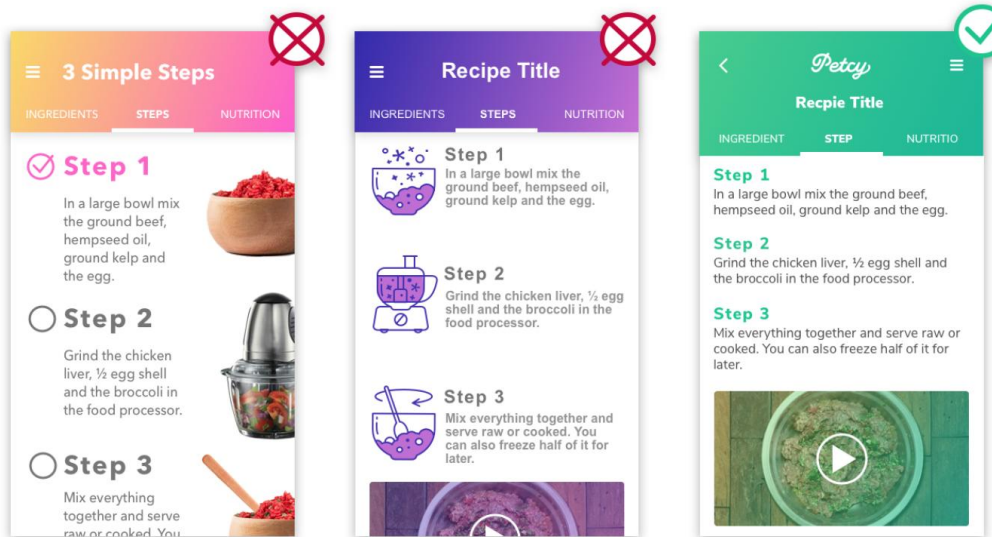 3 Simple Steps
INGREDIENTS STEPS NUTRITION
Step 1
In a large bowl mix
the ground beef,
hempseed oil,
ground kelp and
the egg.
Step 2
Grind the chicken
liver, ½ egg shell
and the broccoli in
the food processor.
Step 3
Mix everything
together and serve
raw or cooked. You
Recipe Title
INGREDIENTS STEPS NUTRITION
Step 1
In a large bowl mix the
ground beef, hempseed oil,
ground kelp and the egg.
Step 2
Grind the chicken liver, ½ egg
shell and the broccoli in the
food processor.
Step 3
Mix everything together and
serve raw or cooked. You
can also freeze half of it for
later.
Petcy
Recpie Title
INGREDIENT STEP NUTRITIO
Step 1
In a large bowl mix the ground beef,
hempseed oil, ground kelp and the egg.
Step 2
Grind the chicken liver, ½ egg shell and
the broccoli in the food processor.
Step 3
Mix everything together and serve raw or
cooked. You can also freeze half of it for
later.